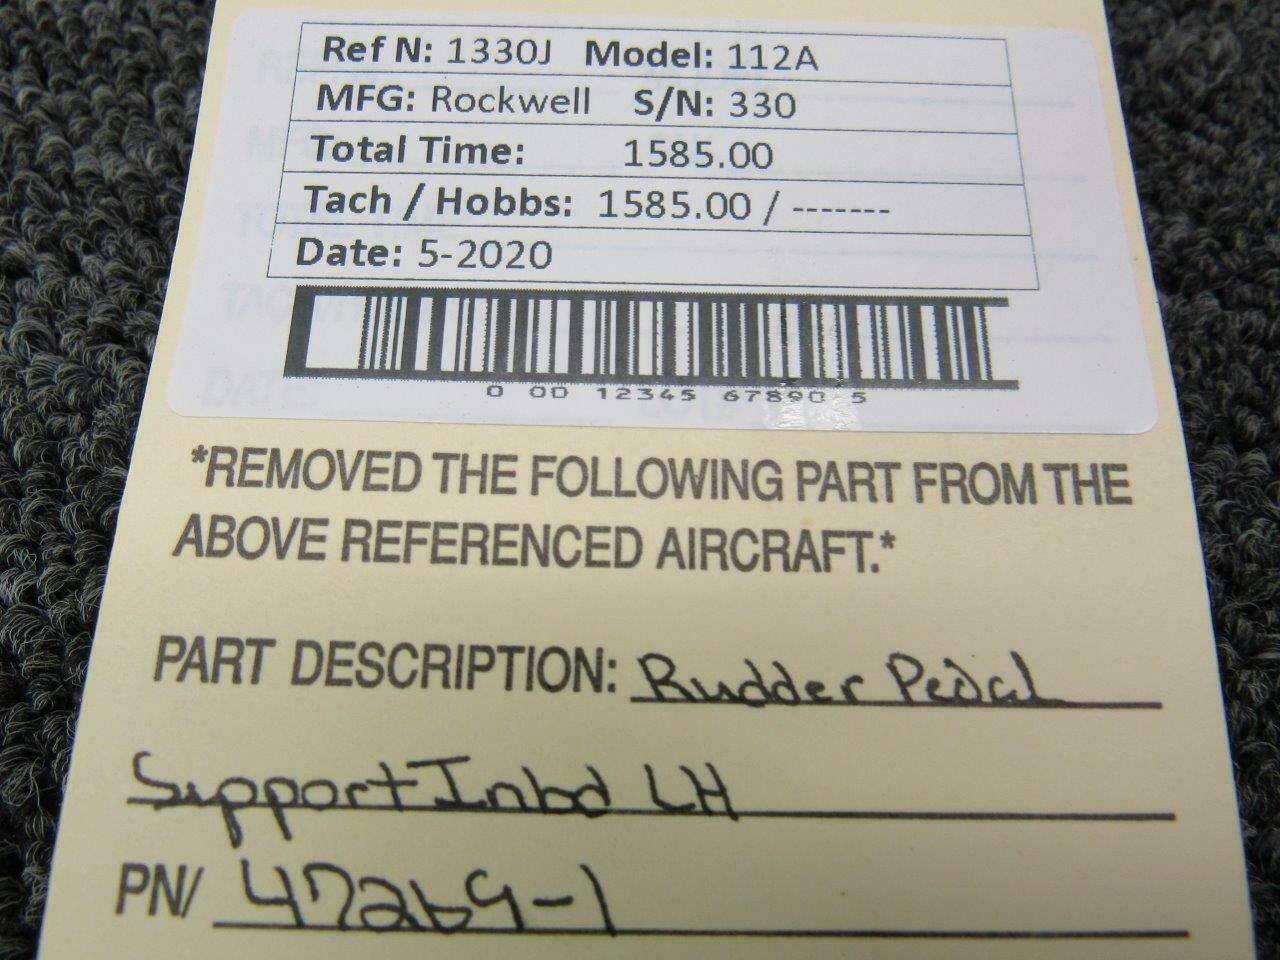 Ref N: 1330J Model: 112A
MFG: Rockwell S/N: 330
Total Time: 1585.00
Tach / Hobbs: 1585.00 / -------
Date: 5-2020
0 00 12345 67890 5
*REMOVED THE FOLLOWING PART FROM THE
ABOVE REFERENCED AIRCRAFT.*
PART DESCRIPTION: Rudder Pedal
Support Inbd LH
PN/ 47269-1